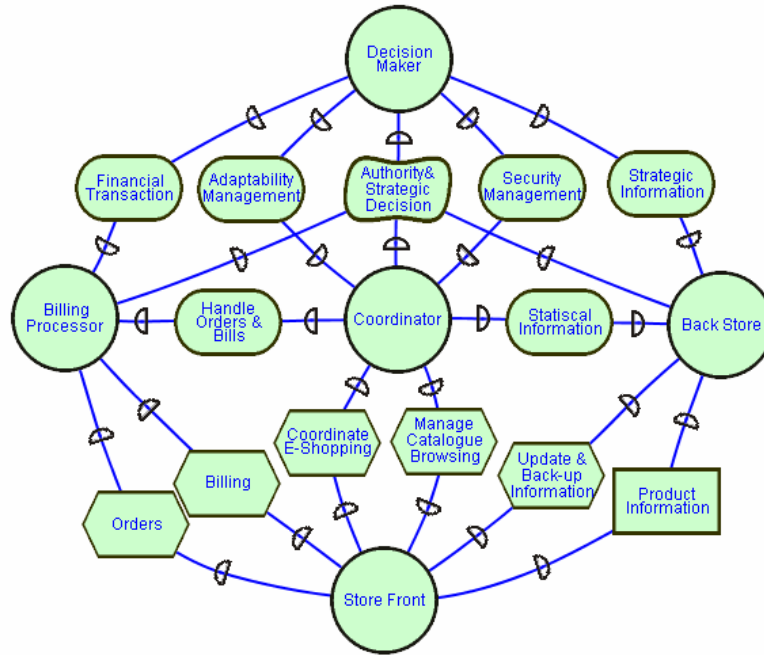 Decision
Maker
Financial
Transaction
Adaptability
Management
Authority&
Strategic
Decision
Security
Management
Strategic
Information
Billing
Processor
Handle
Orders &
Bills
Coordinator
Statiscal
Information
Back Store
Coordinate
E-Shopping
Manage
Catalogue
Browsing
Update &
Back-up
Information
Billing
Product
Information
Orders
Store Front